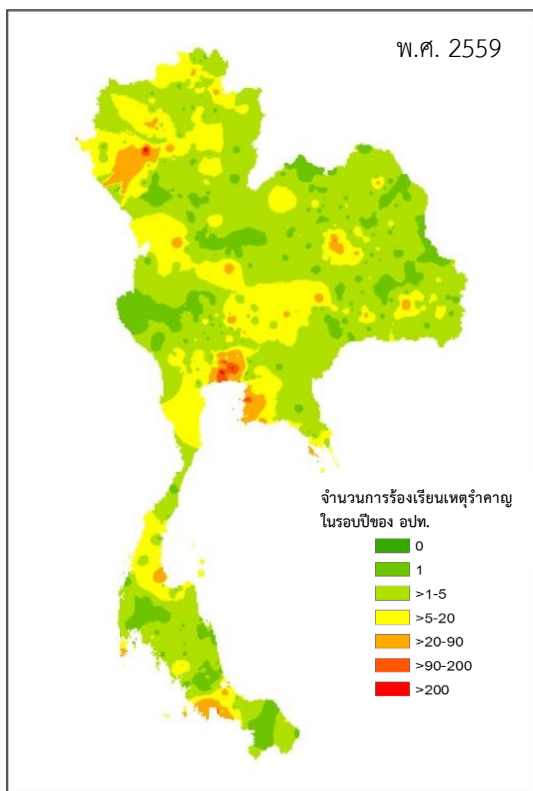 พ.ศ. 2559
จำนวนการร้องเรียนเหตุรำคาญ
ในรอบปีของ อปท.
0
1
>1-5
>5-20
>20-90
>90-200
>200